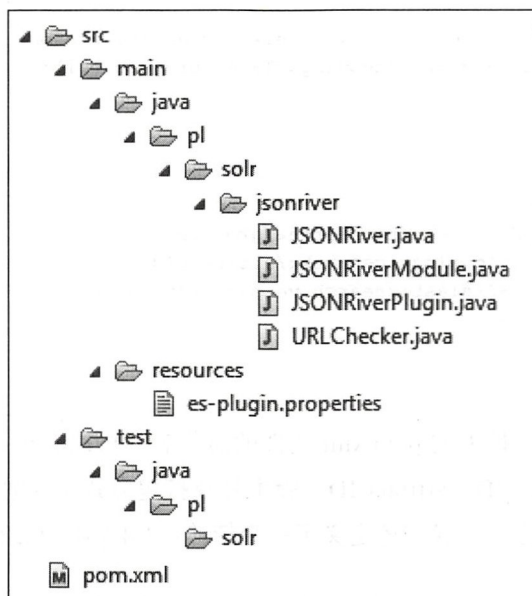 src
main
java
pl
solr
jsonriver
JSONRiver.java
JSONRiverModule.java
JSONRiverPlugin.java
URLChecker.java
resources
es-plugin.properties
test
java
pl
solr
pom.xml